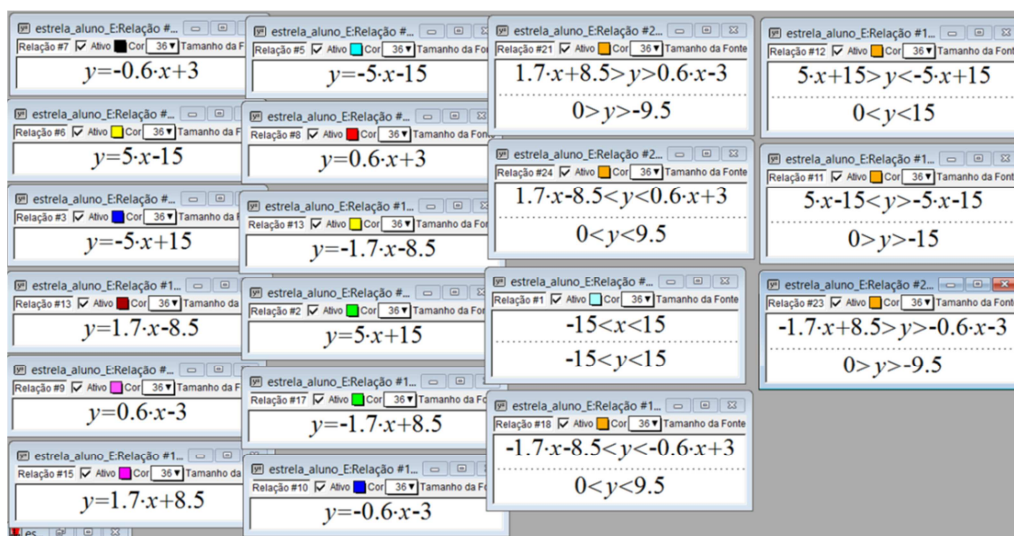 estrela_aluno_E:Relação #...
Relação #7 Ativo Cor 36 Tamanho da F
y=-0.6·x+3
estrela_aluno_E:Relação #...
Relação #6 Ativo Cor 36 Tamanho da F
y=5·x-15
estrela_aluno_E:Relação #...
Relação #3 Ativo Cor 36 Tamanho da F
y=-5·x+15
estrela_aluno_E:Relação #1...
Relação #13 Ativo Cor 36 Tamanho da
y=1.7·x-8.5
estrela_aluno_E:Relação #...
Relação #9 Ativo Cor 36 Tamanho da F
y=0.6·x-3
estrela_aluno_E:Relação #1...
Relação #15 Ativo Cor 36 Tamanho da
y=1.7·x+8.5
es...
estrela_aluno_E:Relação #...
Relação #5 Ativo Cor 36 Tamanho da Fonte
y=-5·x-15
estrela_aluno_E:Relação #...
Relação #8 Ativo Cor 36 Tamanho da Fonte
y=0.6·x+3
estrela_aluno_E:Relação #1...
Relação #13 Ativo Cor 36 Tamanho da Fon
y=-1.7·x-8.5
estrela_aluno_E:Relação #...
Relação #2 Ativo Cor 36 Tamanho da Fonte
y=5·x+15
estrela_aluno_E:Relação #1...
Relação #17 Ativo Cor 36 Tamanho da Fonte
y=-1.7·x+8.5
estrela_aluno_E:Relação #1...
Relação #10 Ativo Cor 36 Tamanho da Fonte
y=-0.6·x-3
estrela_aluno_E:Relação #2...
Relação #21 Ativo Cor 36 Tamanho da Fonte
1.7·x+8.5>y>0.6·x-3
0>y>-9.5
estrela_aluno_E:Relação #2...
Relação #24 Ativo Cor 36 Tamanho da Fonte
1.7·x-8.5<y<0.6·x+3
0<y<9.5
estrela_aluno_E:Relação #...
Relação #1 Ativo Cor 36 Tamanho da Fonte
-15<x<15
-15<y<15
estrela_aluno_E:Relação #1...
Relação #18 Ativo Cor 36 Tamanho da Fonte
-1.7·x-8.5<y<-0.6·x+3
0<y<9.5
estrela_aluno_E:Relação #1...
Relação #12 Ativo Cor 36 Tamanho da Fonte
5·x+15>y<-5·x+15
0<y<15
estrela_aluno_E:Relação #1...
Relação #11 Ativo Cor 36 Tamanho da Fonte
5·x-15<y>-5·x-15
0>y>-15
estrela_aluno_E:Relação #2...
Relação #23 Ativo Cor 36 Tamanho da Fonte
-1.7·x+8.5>y>-0.6·x-3
0>y>-9.5